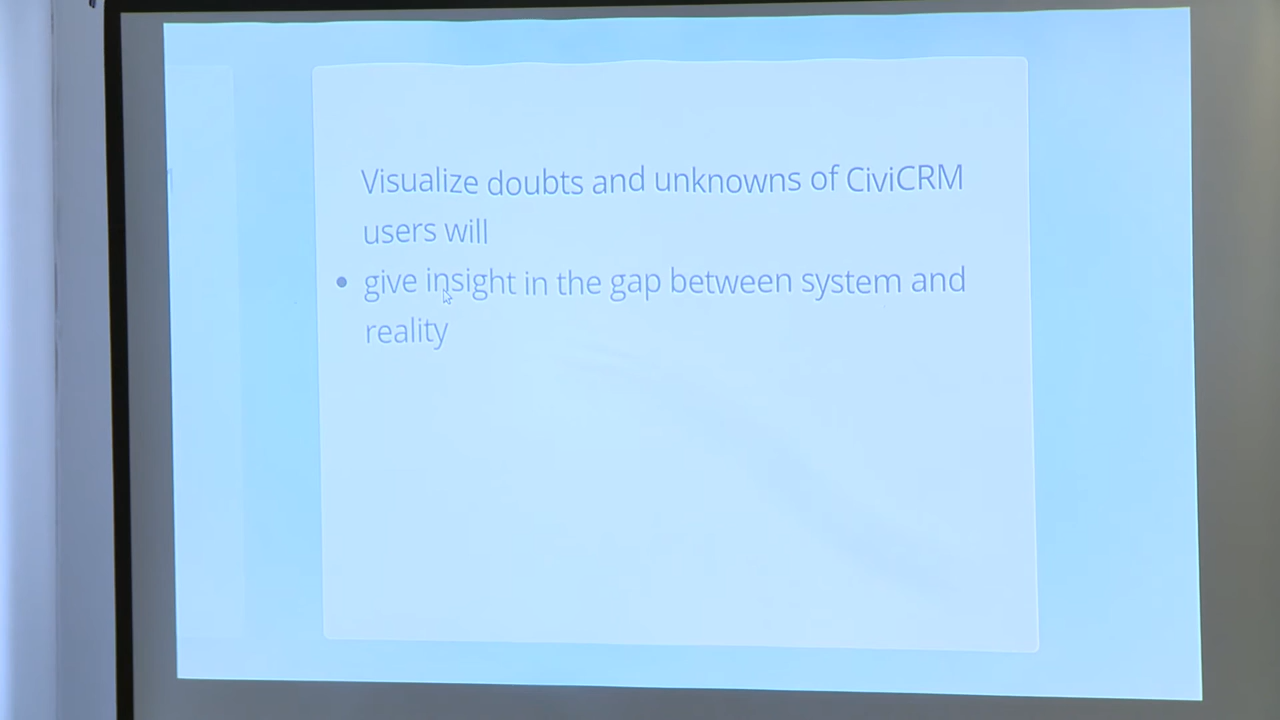 Visualize doubts and unknowns of CiviCRM
users will
• give insight in the gap between system and
reality